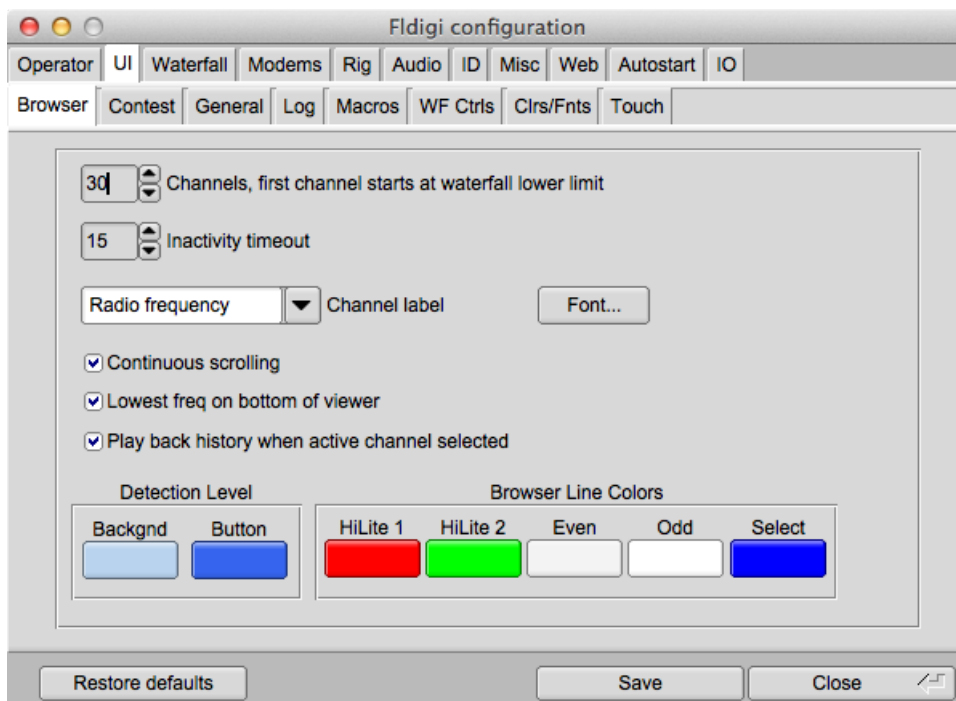 Fldigi configuration
Operator UI Waterfall Modems Rig Audio ID Misc Web Autostart IO
Browser Contest General Log Macros WF Ctrls Clrs/Fnts Touch
30 Channels, first channel starts at waterfall lower limit
15 Inactivity timeout
Radio frequency Channel label Font...
Continuous scrolling
Lowest freq on bottom of viewer
Play back history when active channel selected
Detection Level Browser Line Colors
Backgnd Button HiLite 1 HiLite 2 Even Odd Select
Restore defaults Save Close